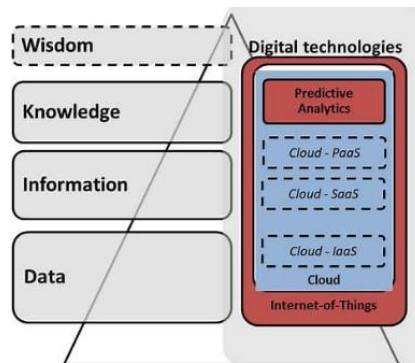 Wisdom
Knowledge
Information
Data
Digital technologies
Predictive
Analytics
Cloud - PaaS
Cloud - SaaS
Cloud - IaaS
Cloud
Internet-of-Things